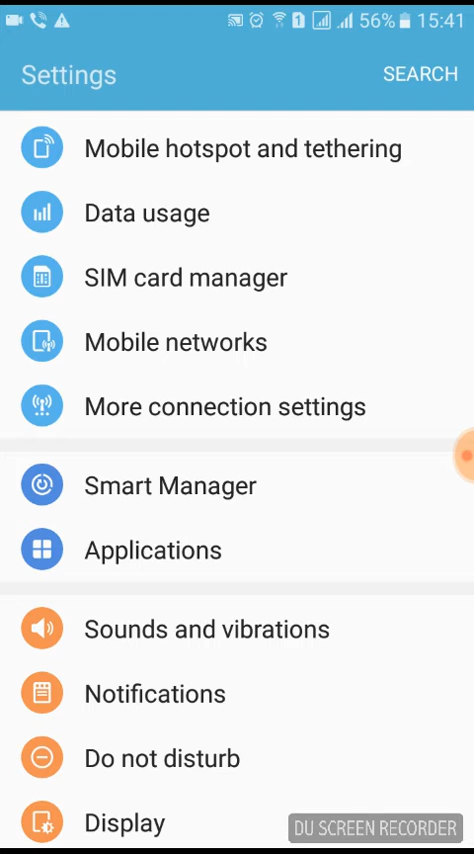 1 56% 15:41
Settings SEARCH
Mobile hotspot and tethering
Data usage
SIM card manager
Mobile networks
More connection settings
Smart Manager
Applications
Sounds and vibrations
Notifications
Do not disturb
Display
DU SCREEN RECORDER